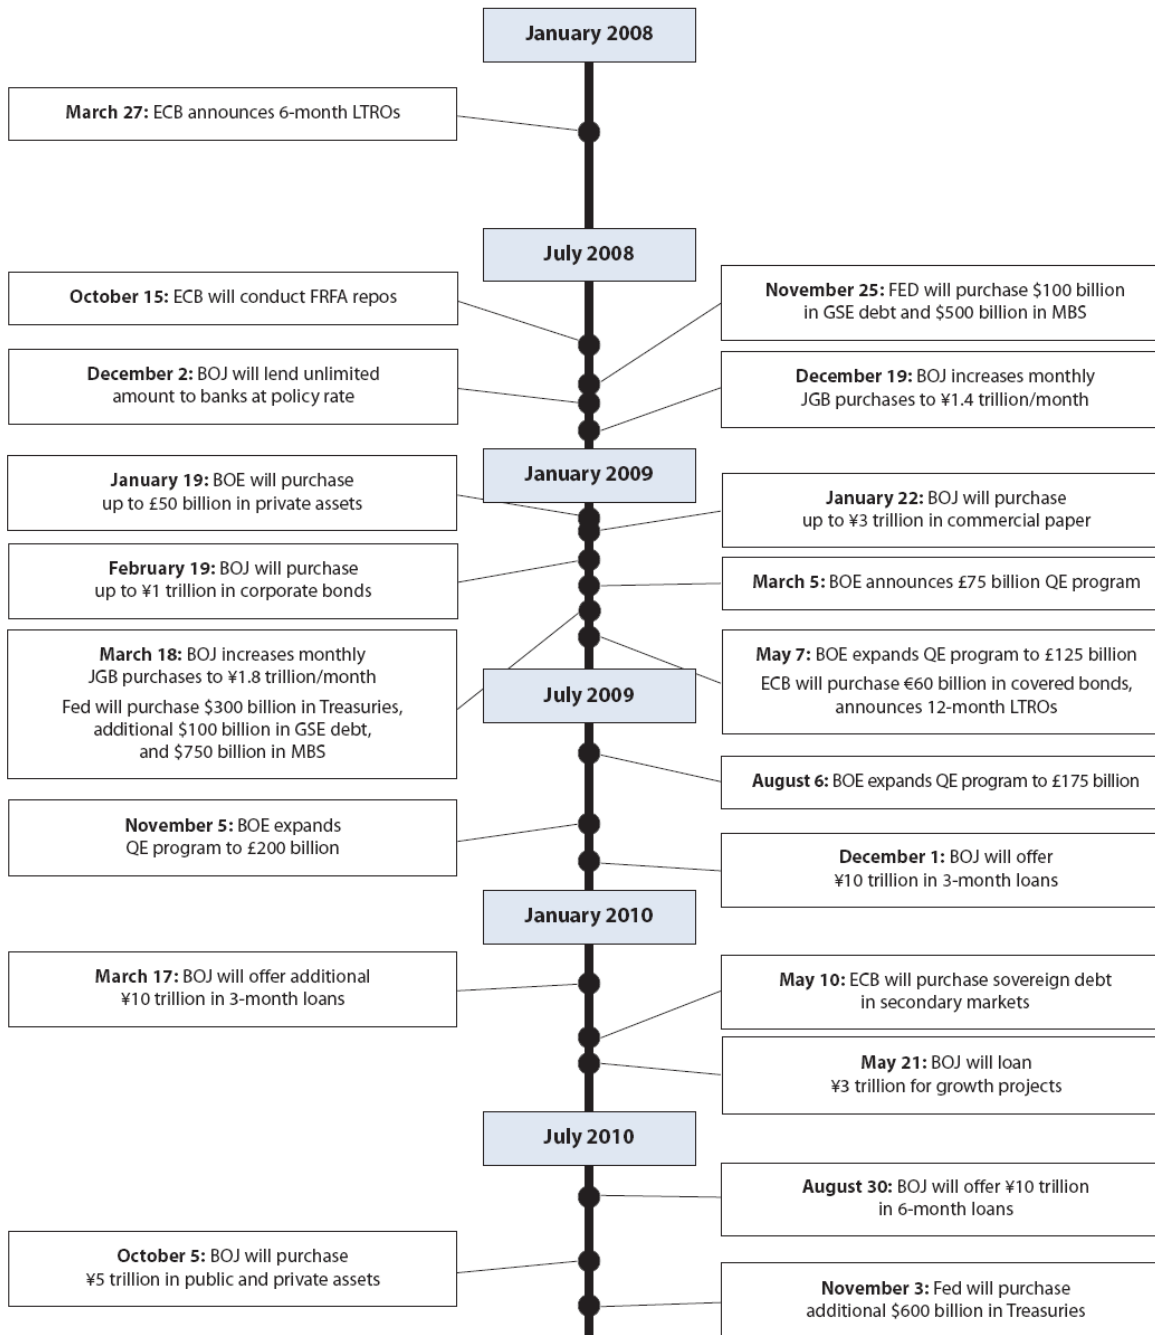 January 2008
March 27: ECB announces 6-month LTROs
July 2008
October 15: ECB will conduct FRFA repos
November 25: FED will purchase $100 billion
in GSE debt and $500 billion in MBS
December 2: BOJ will lend unlimited
amount to banks at policy rate
December 19: BOJ increases monthly
JGB purchases to ¥1.4 trillion/month
January 2009
January 19: BOE will purchase
up to £50 billion in private assets
January 22: BOJ will purchase
up to ¥3 trillion in commercial paper
February 19: BOJ will purchase
up to ¥1 trillion in corporate bonds
March 5: BOE announces £75 billion QE program
March 18: BOJ increases monthly
JGB purchases to ¥1.8 trillion/month
Fed will purchase $300 billion in Treasuries,
additional $100 billion in GSE debt,
and $750 billion in MBS
May 7: BOE expands QE program to £125 billion
ECB will purchase €60 billion in covered bonds,
announces 12-month LTROs
July 2009
August 6: BOE expands QE program to £175 billion
November 5: BOE expands
QE program to £200 billion
December 1: BOJ will offer
¥10 trillion in 3-month loans
January 2010
March 17: BOJ will offer additional
¥10 trillion in 3-month loans
May 10: ECB will purchase sovereign debt
in secondary markets
May 21: BOJ will loan
¥3 trillion for growth projects
July 2010
August 30: BOJ will offer ¥10 trillion
in 6-month loans
October 5: BOJ will purchase
¥5 trillion in public and private assets
November 3: Fed will purchase
additional $600 billion in Treasuries